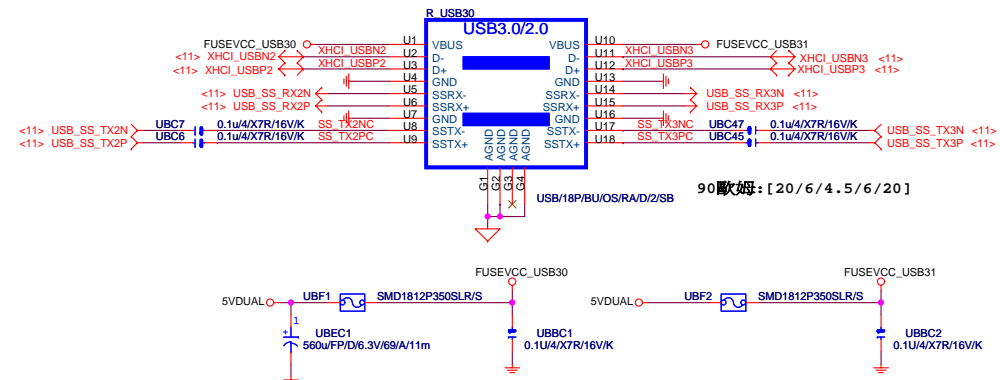 R_USB30
USB3.0/2.0
FUSEVCC_USB30 U1 VBUS VBUS U10 FUSEVCC_USB31
<11> XHCI_USBN2 XHCI_USBN2 U2 D- D- U11 XHCI_USBN3 XHCI_USBN3 <11>
<11> XHCI_USBP2 XHCI_USBP2 U3 D+ D+ U12 XHCI_USBP3 XHCI_USBP3 <11>
U4 GND GND U13
<11> USB_SS_RX2N U5 SSRX- SSRX- U14 USB_SS_RX3N <11>
<11> USB_SS_RX2P U6 SSRX+ SSRX+ U15 USB_SS_RX3P <11>
U7 GND GND U16
<11> USB_SS_TX2N UBC7 0.1u/4/X7R/16V/K SS_TX2NC U8 SSTX- SSTX- U17 SS_TX3NC UBC47 0.1u/4/X7R/16V/K USB_SS_TX3N <11>
<11> USB_SS_TX2P UBC6 0.1u/4/X7R/16V/K SS_TX2PC U9 SSTX+ SSTX+ U18 SS_TX3PC UBC45 0.1u/4/X7R/16V/K USB_SS_TX3P <11>
AGND AGND AGND AGND
G1 G2 G3 G4
USB/18P/BU/OS/RA/D/2/SB
90歐姆:[20/6/4.5/6/20]
FUSEVCC_USB30 FUSEVCC_USB31
5VDUAL UBF1 SMD1812P350SLR/S 5VDUAL UBF2 SMD1812P350SLR/S
1
+
UBEC1
560u/FP/D/6.3V/69/A/11m
UBBC1
0.1U/4/X7R/16V/K
UBBC2
0.1U/4/X7R/16V/K